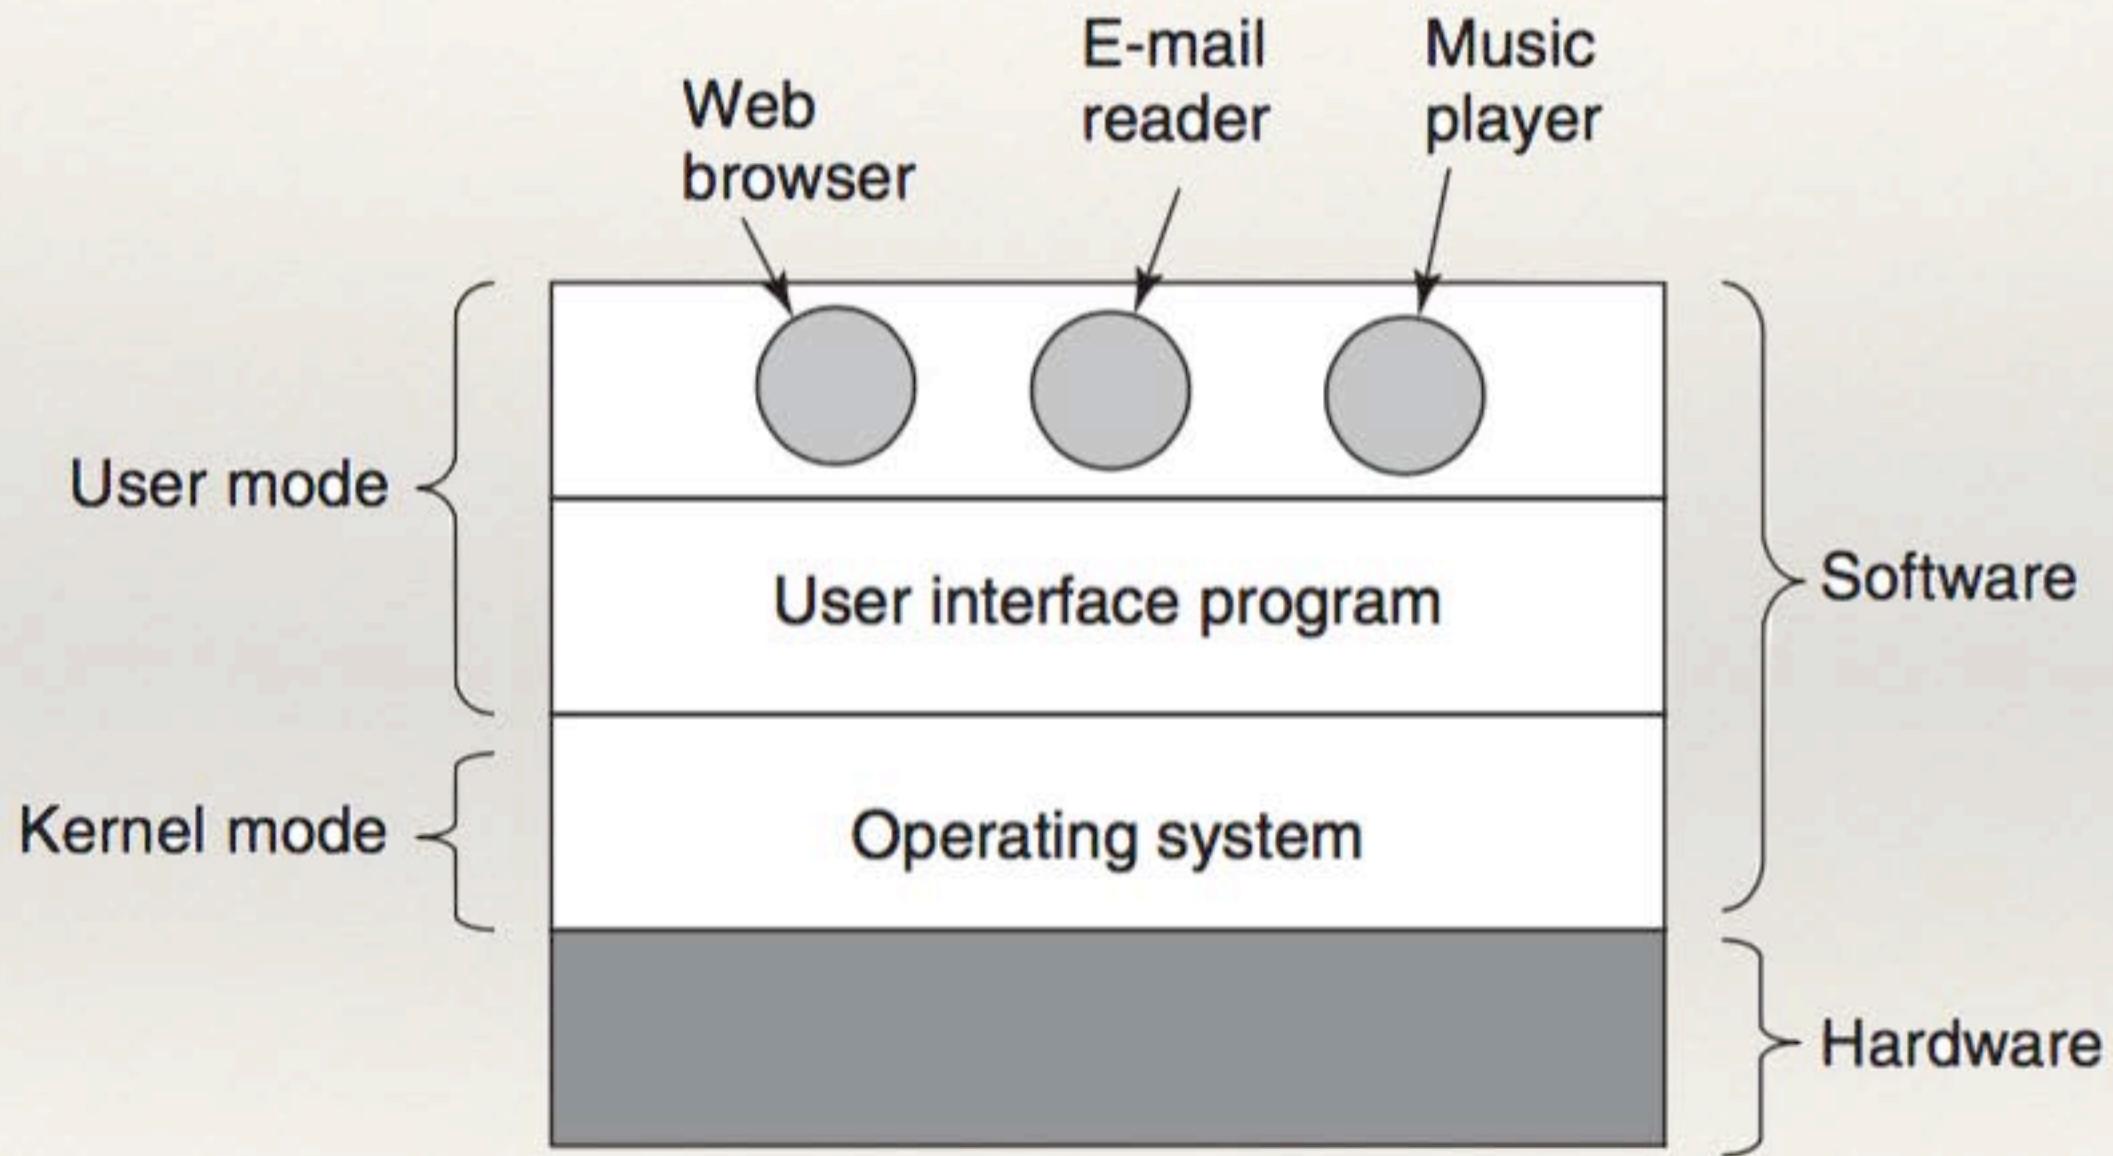 Web
browser
E-mail
reader
Music
player
User mode
User interface program
Software
Kernel mode
Operating system
Hardware